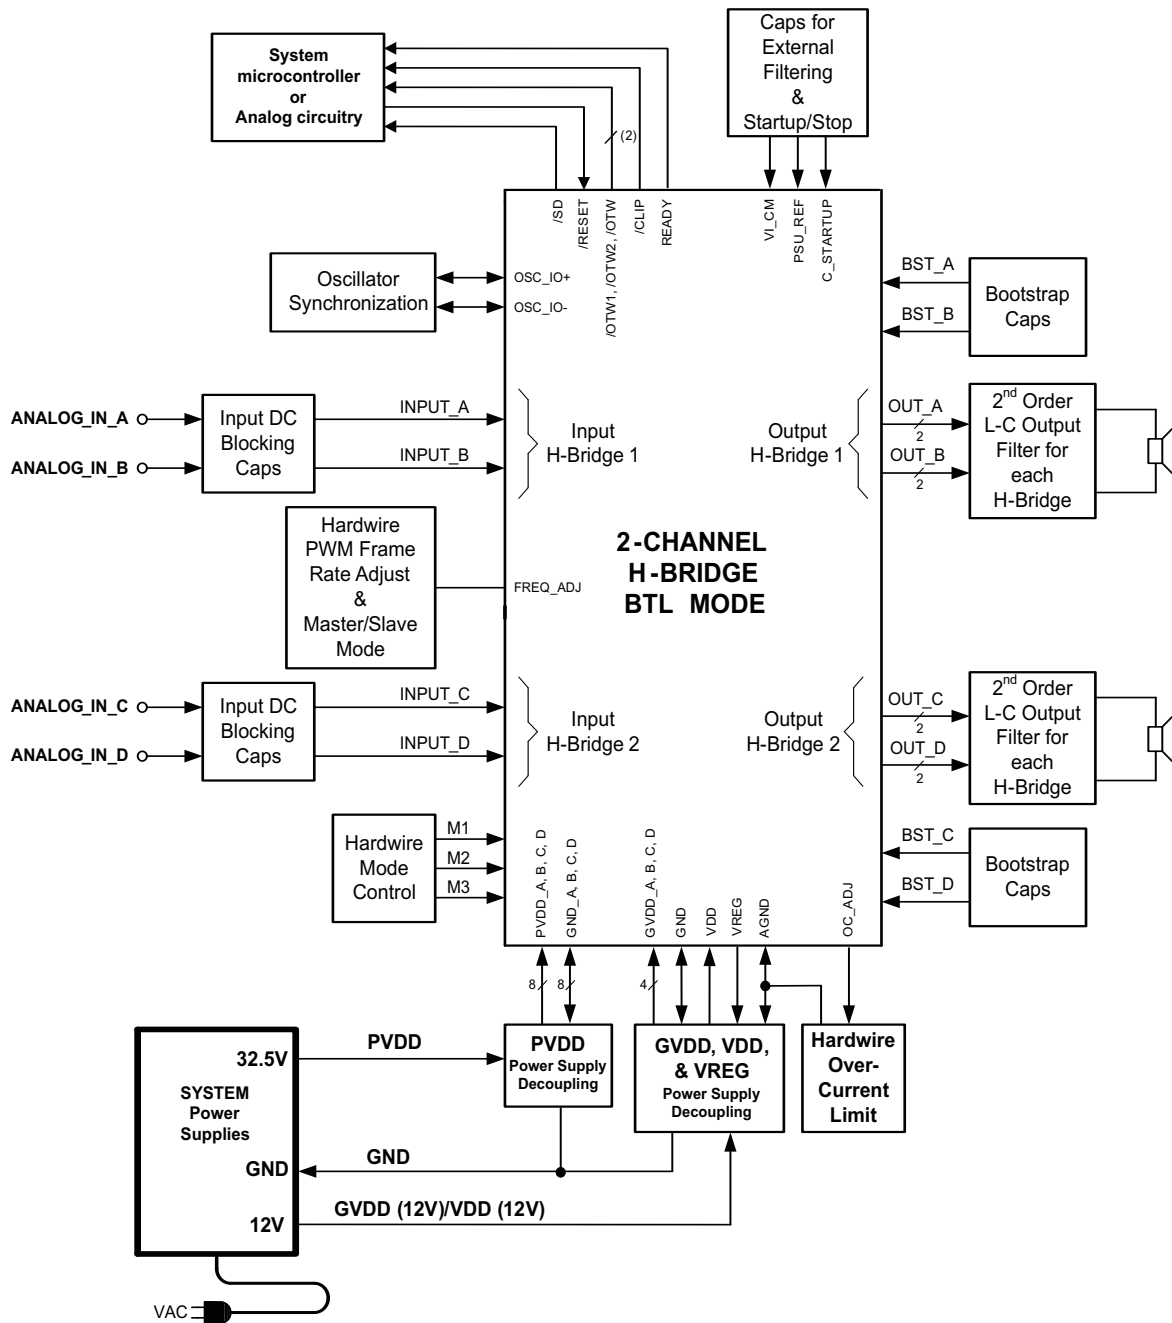 System
microcontroller
or
Analog circuitry
Caps for
External
Filtering
&
Startup/Stop
(2)
/SD
/RESET
/OTW1, /OTW2, /OTW
/CLIP
READY
VI_CM
PSU_REF
C_STARTUP
Oscillator
Synchronization
OSC_IO+
OSC_IO-
BST_A
BST_B
Bootstrap
Caps
ANALOG_IN_A
ANALOG_IN_B
Input DC
Blocking
Caps
INPUT_A
INPUT_B
Input
H-Bridge 1
Output
H-Bridge 1
OUT_A
2
OUT_B
2
2nd Order
L-C Output
Filter for
each
H-Bridge
Hardwire
PWM Frame
Rate Adjust
&
Master/Slave
Mode
FREQ_ADJ
2-CHANNEL
H-BRIDGE
BTL MODE
ANALOG_IN_C
ANALOG_IN_D
Input DC
Blocking
Caps
INPUT_C
INPUT_D
Input
H-Bridge 2
Output
H-Bridge 2
OUT_C
2
OUT_D
2
2nd Order
L-C Output
Filter for
each
H-Bridge
Hardwire
Mode
Control
M1
M2
M3
PVDD_A, B, C, D
GND_A, B, C, D
GVDD_A, B, C, D
GND
VDD
VREG
AGND
OC_ADJ
BST_C
BST_D
Bootstrap
Caps
8
8
4
PVDD
Power Supply
Decoupling
GVDD, VDD,
& VREG
Power Supply
Decoupling
Hardwire
Over-
Current
Limit
32.5V
SYSTEM
Power
Supplies
GND
12V
PVDD
GND
GVDD (12V)/VDD (12V)
VAC